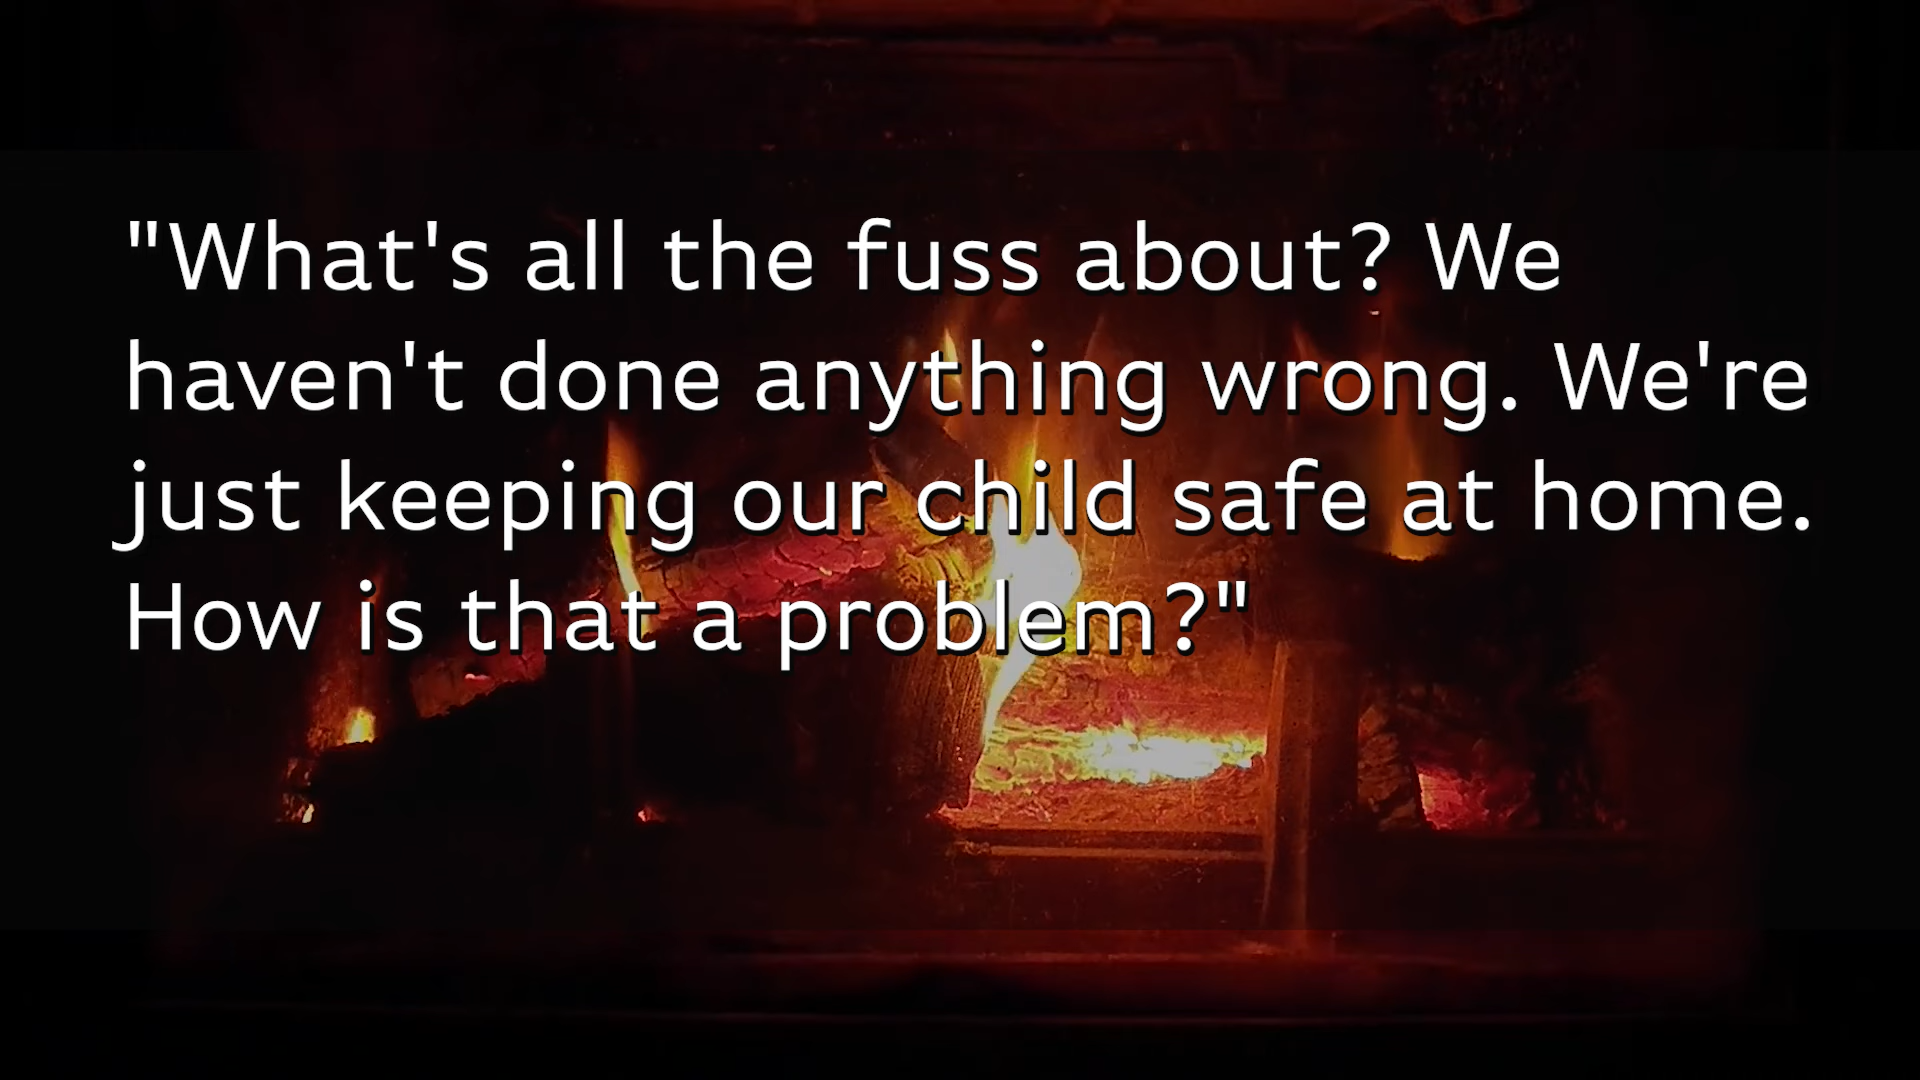 "What's all the fuss about? We
haven't done anything wrong. We're
just keeping our child safe at home.
How is that a problem?"